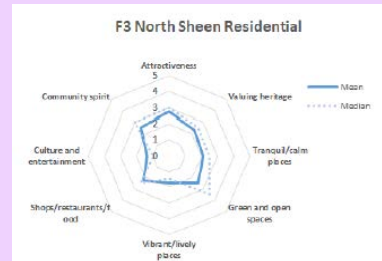 F3 North Sheen Residential
Attractiveness
5
4
3
2
1
0
Community spirit
Valuing heritage
Mean
Median
Culture and
entertainment
Tranquil/calm
places
Shops/restaurants/f
ood
Green and open
spaces
Vibrant/lively
places